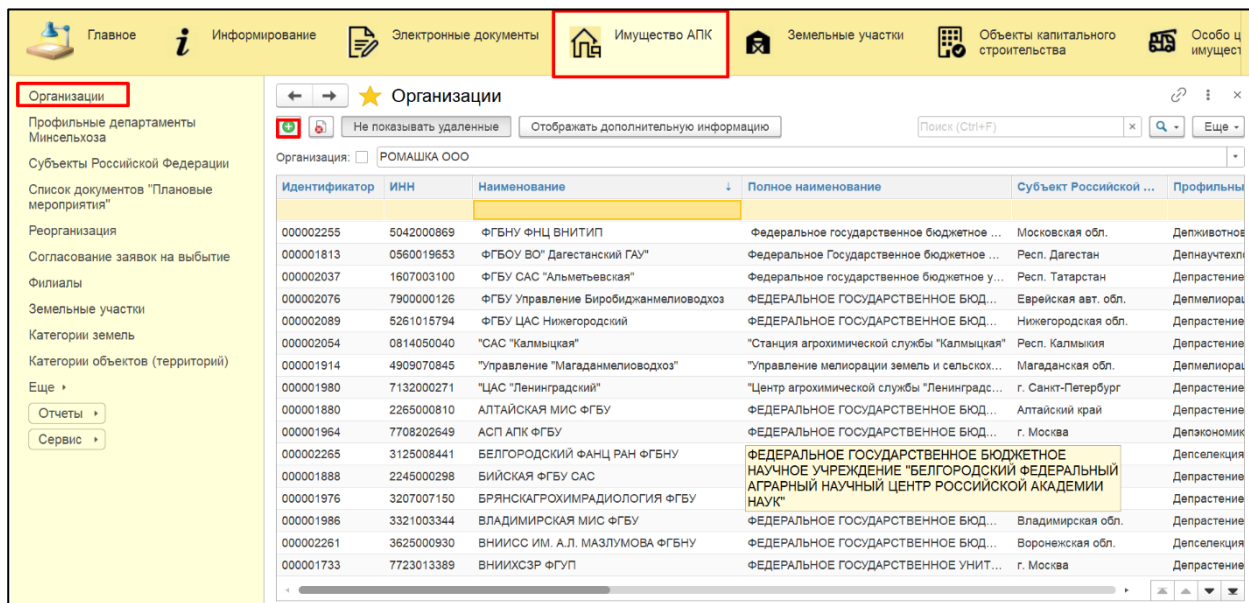 Главное
Информирование
Электронные документы
Имущество АПК
Земельные участки
Объекты капитального
строительства
Особо ц
имущест
Организации
Профильные департаменты
Минсельхоза
Субъекты Российской Федерации
Список документов "Плановые
мероприятия"
Реорганизация
Согласование заявок на выбытие
Филиалы
Земельные участки
Категории земель
Категории объектов (территорий)
Еще
Отчеты
Сервис
Организации
Не показывать удаленные Отображать дополнительную информацию Поиск (Ctrl+F) × Еще
Организация: РОМАШКА ООО
Идентификатор ИНН Наименование ↓ Полное наименование Субъект Российской ... Профильны
000002255 5042000869 ФГБНУ ФНЦ ВНИТИП Федеральное государственное бюджетное ... Московская обл. Депживотнов
000001813 0560019653 ФГБОУ ВО" Дагестанский ГАУ" Федеральное Государственное бюджетное ... Респ. Дагестан Депнаучтехпо
000002037 1607003100 ФГБУ САС "Альметьевская" Федеральное государственное бюджетное у... Респ. Татарстан Депрастение
000002076 7900000126 ФГБУ Управление Биробиджанмелиоводхоз ФЕДЕРАЛЬНОЕ ГОСУДАРСТВЕННОЕ БЮД... Еврейская авт. обл. Депмелиорац
000002089 5261015794 ФГБУ ЦАС Нижегородский ФЕДЕРАЛЬНОЕ ГОСУДАРСТВЕННОЕ БЮД... Нижегородская обл. Депрастение
000002054 0814050040 "САС "Калмыцкая" "Станция агрохимической службы "Калмыцкая" Респ. Калмыкия Депрастение
000001914 4909070845 "Управление "Магаданмелиоводхоз" "Управление мелиорации земель и сельскох... Магаданская обл. Депмелиорац
000001980 7132000271 "ЦАС "Ленинградский" "Центр агрохимической службы "Ленинградс... г. Санкт-Петербург Депрастение
000001880 2265000810 АЛТАЙСКАЯ МИС ФГБУ ФЕДЕРАЛЬНОЕ ГОСУДАРСТВЕННОЕ БЮД... Алтайский край Депрастение
000001964 7708202649 АСП АПК ФГБУ ФЕДЕРАЛЬНОЕ ГОСУДАРСТВЕННОЕ БЮД... г. Москва Депэкономик
000002265 3125008441 БЕЛГОРОДСКИЙ ФАНЦ РАН ФГБНУ Депселекция
000001888 2245000298 БИЙСКАЯ ФГБУ САС Депрастение
000001976 3207007150 БРЯНСКАГРОХИМРАДИОЛОГИЯ ФГБУ Депрастение
ФЕДЕРАЛЬНОЕ ГОСУДАРСТВЕННОЕ БЮДЖЕТНОЕ
НАУЧНОЕ УЧРЕЖДЕНИЕ "БЕЛГОРОДСКИЙ ФЕДЕРАЛЬНЫЙ
АГРАРНЫЙ НАУЧНЫЙ ЦЕНТР РОССИЙСКОЙ АКАДЕМИИ
НАУК"
000001986 3321003344 ВЛАДИМИРСКАЯ МИС ФГБУ ФЕДЕРАЛЬНОЕ ГОСУДАРСТВЕННОЕ БЮД... Владимирская обл. Депрастение
000002261 3625000930 ВНИИСС ИМ. А.Л. МАЗЛУМОВА ФГБНУ ФЕДЕРАЛЬНОЕ ГОСУДАРСТВЕННОЕ БЮД... Воронежская обл. Депселекция
000001733 7723013389 ВНИИХСЗР ФГУП ФЕДЕРАЛЬНОЕ ГОСУДАРСТВЕННОЕ УНИТ... г. Москва Депрастение